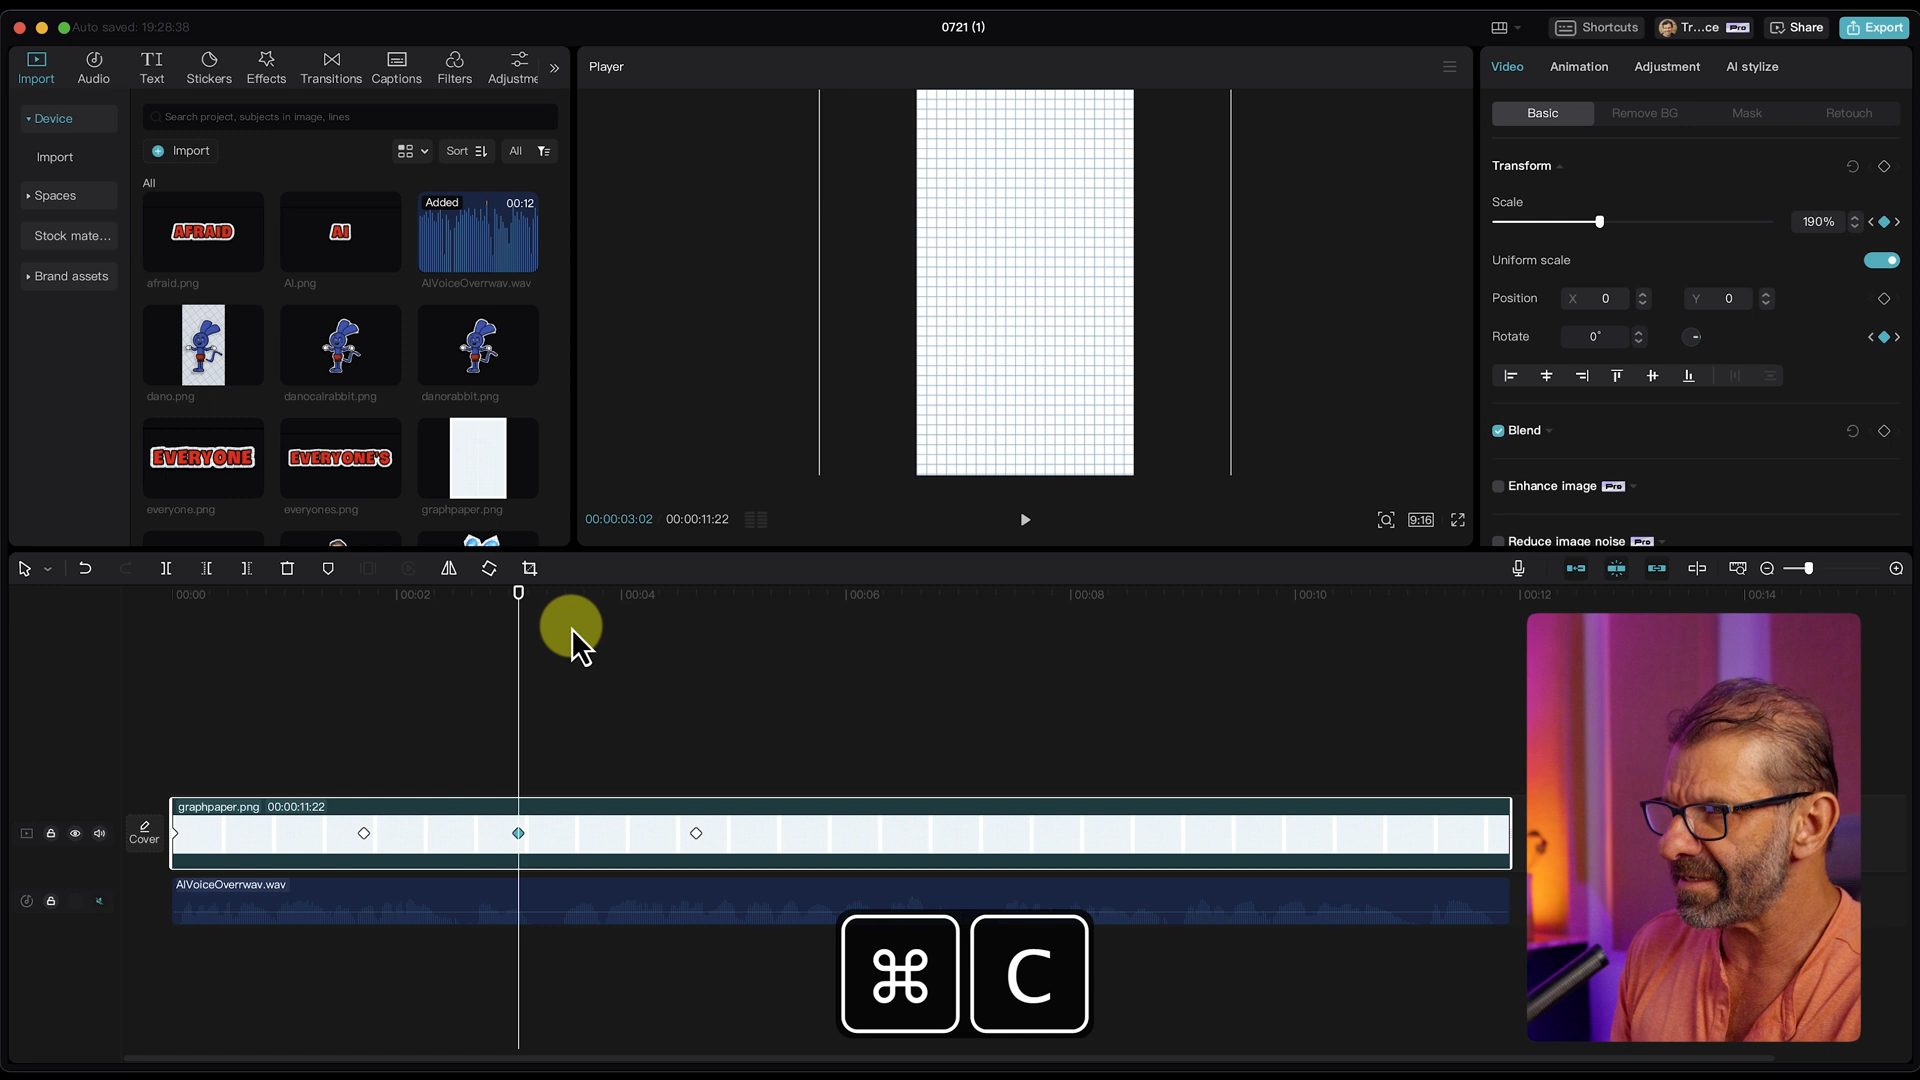 Auto saved: 19:28:38
0721 (1)
Shortcuts
Tr...ce
Pro
Share
Export
Import
Audio
Text
Stickers
Effects
Transitions
Captions
Filters
Adjustme
Device
Import
Spaces
Stock mate...
Brand assets
Search project, subjects in image, lines
Import
Sort
All
All
AFRAID
AI
Added
00:12
afraid.png
AI.png
AIVoiceOverrwav.wav
dano.png
danocalrabbit.png
danorabbit.png
EVERYONE
EVERYONE'S
everyone.png
everyones.png
graphpaper.png
Player
00:00:03:02
00:00:11:22
9:16
Video
Animation
Adjustment
AI stylize
Basic
Remove BG
Mask
Retouch
Transform
Scale
190%
Uniform scale
Position
X
0
Y
0
Rotate
0°
Blend
Enhance image
Pro
Reduce image noise
Pro
00:00
00:02
00:04
00:06
00:08
00:10
00:12
00:14
Cover
graphpaper.png 00:00:11:22
AIVoiceOverrwav.wav
⌘ C